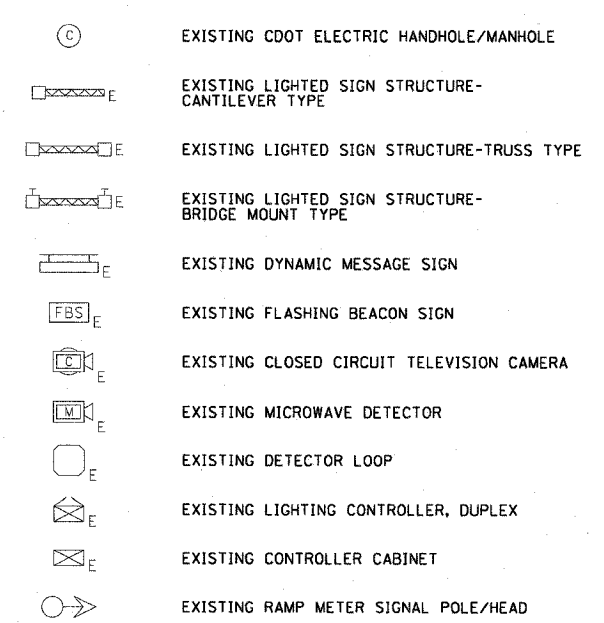 C EXISTING CDOT ELECTRIC HANDHOLE/MANHOLE
E EXISTING LIGHTED SIGN STRUCTURE-
CANTILEVER TYPE
E EXISTING LIGHTED SIGN STRUCTURE-TRUSS TYPE
E EXISTING LIGHTED SIGN STRUCTURE-
BRIDGE MOUNT TYPE
E EXISTING DYNAMIC MESSAGE SIGN
FBS E EXISTING FLASHING BEACON SIGN
C E EXISTING CLOSED CIRCUIT TELEVISION CAMERA
M E EXISTING MICROWAVE DETECTOR
E EXISTING DETECTOR LOOP
E EXISTING LIGHTING CONTROLLER, DUPLEX
E EXISTING CONTROLLER CABINET
EXISTING RAMP METER SIGNAL POLE/HEAD